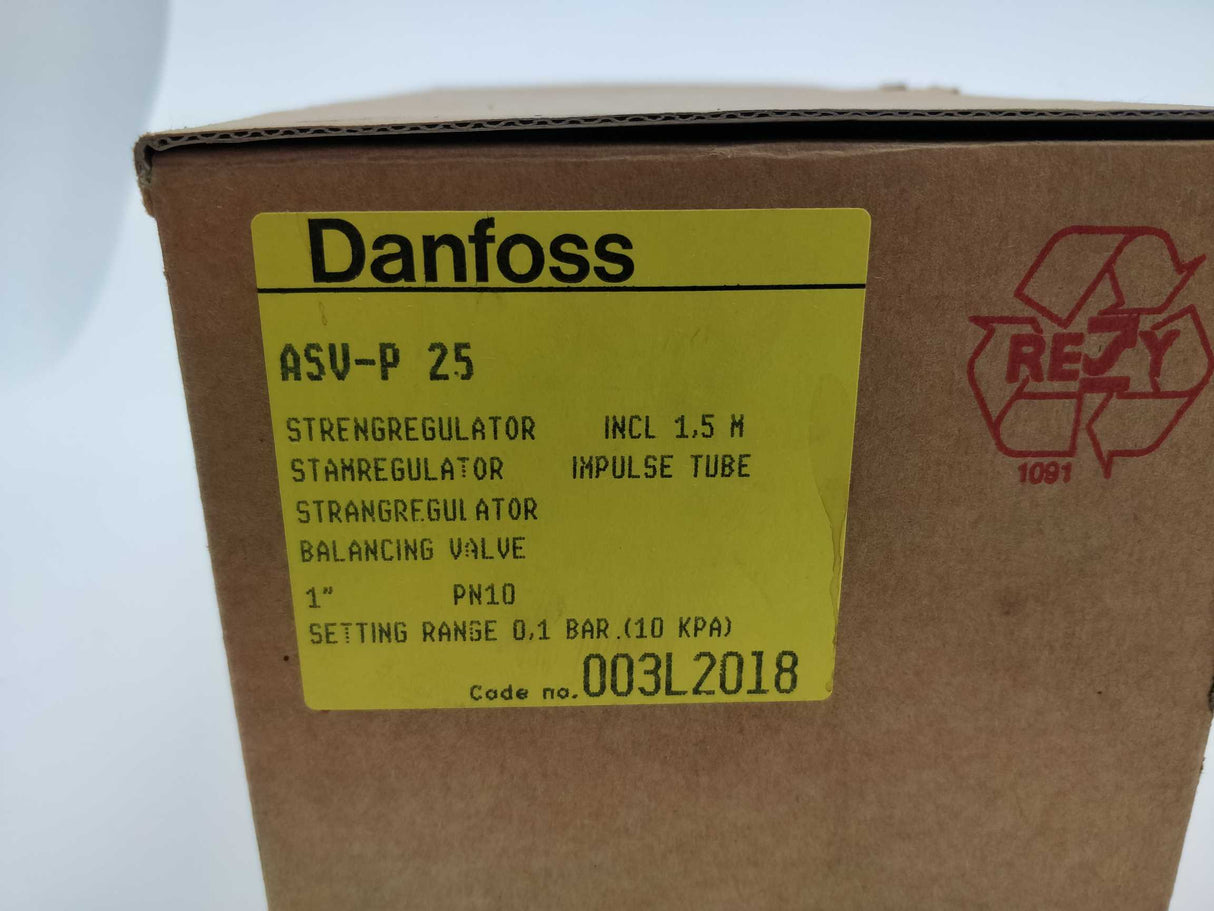 Danfoss
ASV-P 25
STRENGREGULATOR INCL 1,5 M
STAMREGULATOR IMPULSE TUBE
STRANGREGULATOR
BALANCING VALVE
1" PN10
SETTING RANGE 0,1 BAR.(10 KPA)
Code no. 003L2018
RESY
1091